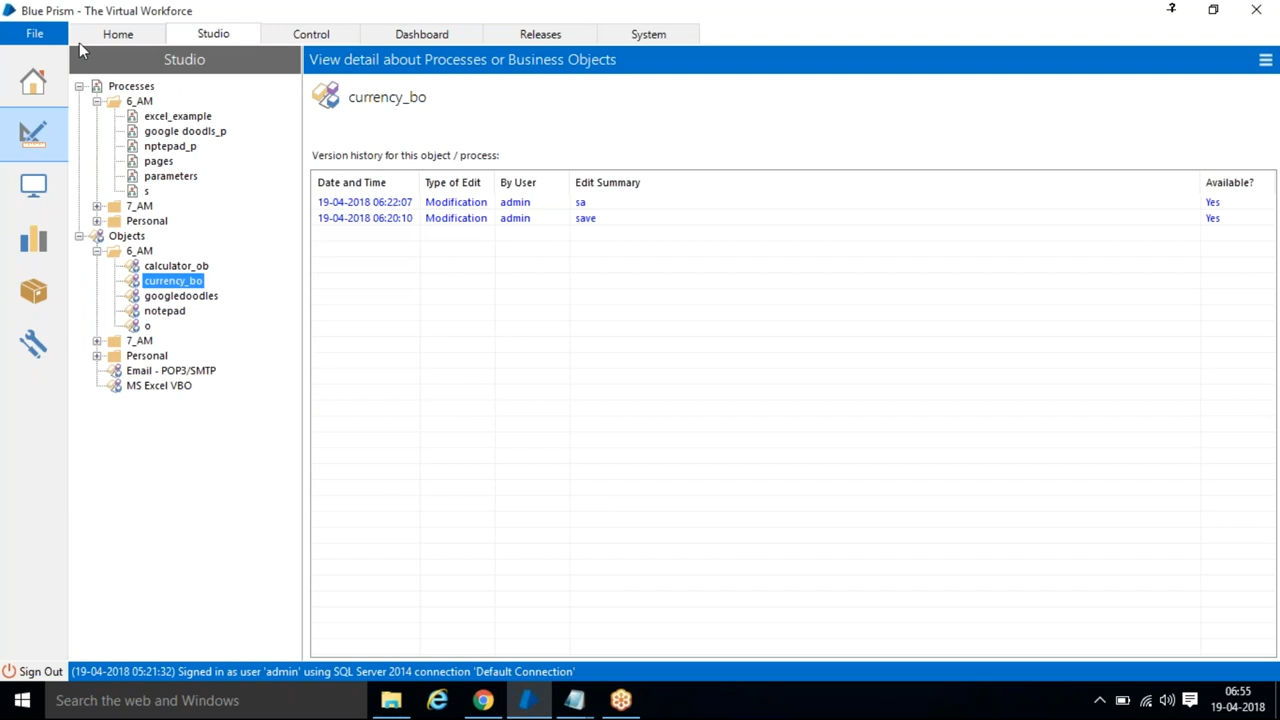 Blue Prism - The Virtual Workforce
File
Home
Studio
Control
Dashboard
Releases
System
Studio
View detail about Processes or Business Objects
Processes
6_AM
excel_example
google doodls_p
nptepad_p
pages
parameters
s
7_AM
Personal
Objects
6_AM
calculator_ob
currency_bo
googledoodles
notepad
o
7_AM
Personal
Email - POP3/SMTP
MS Excel VBO
currency_bo
Version history for this object / process:
Date and Time Type of Edit By User Edit Summary Available?
19-04-2018 06:22:07 Modification admin sa Yes
19-04-2018 06:20:10 Modification admin save Yes
Sign Out
(19-04-2018 05:21:32) Signed in as user 'admin' using SQL Server 2014 connection 'Default Connection'
Search the web and Windows
06:55
19-04-2018